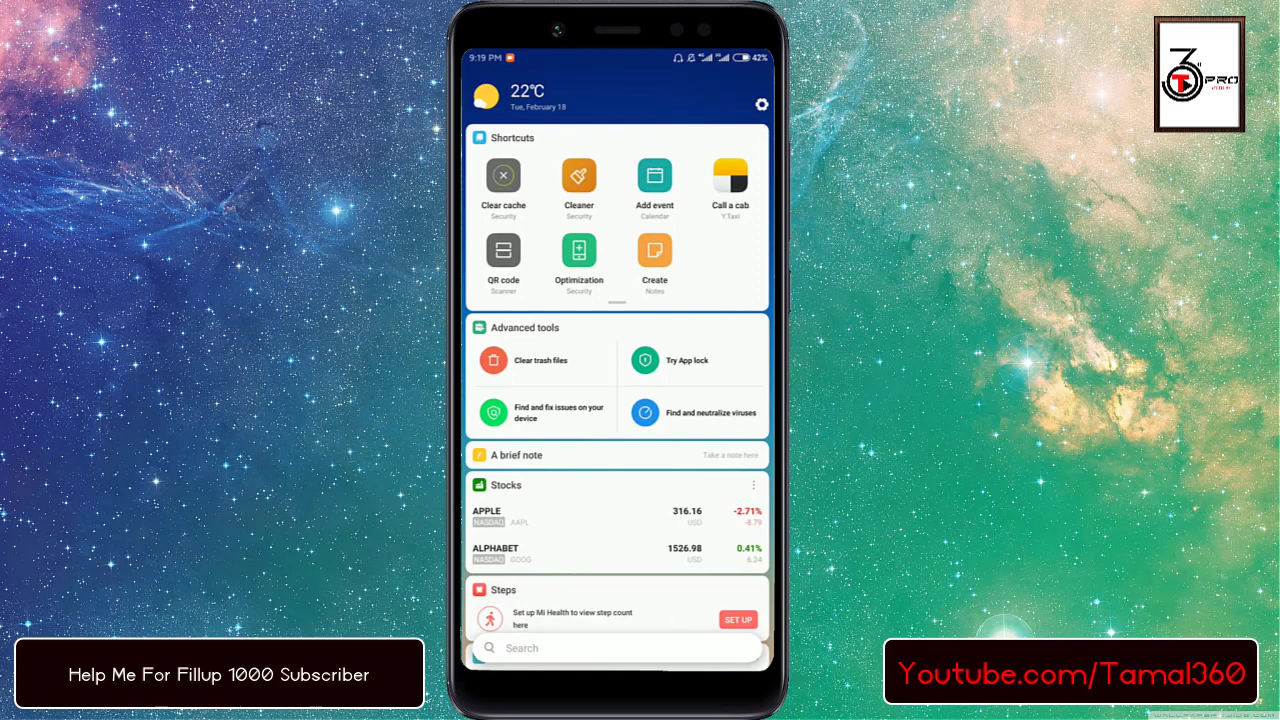 9:19 PM
42%
22℃
Tue, February 18
Shortcuts
Clear cache
Security
Cleaner
Security
Add event
Calendar
Call a cab
Y.Taxi
QR code
Scanner
Optimization
Security
Create
Notes
Advanced tools
Clear trash files
Try App lock
Find and fix issues on your
device
Find and neutralize viruses
A brief note
Take a note here
Stocks
APPLE
316.16
-2.71%
NASDAQ
AAPL
USD
-8.79
ALPHABET
1526.98
0.41%
NASDAQ
GOOG
USD
6.24
Steps
Set up Mi Health to view step count
here
SET UP
Search
Help Me For Fillup 1000 Subscriber
Youtube.com/Tamal360
3
T
PRO